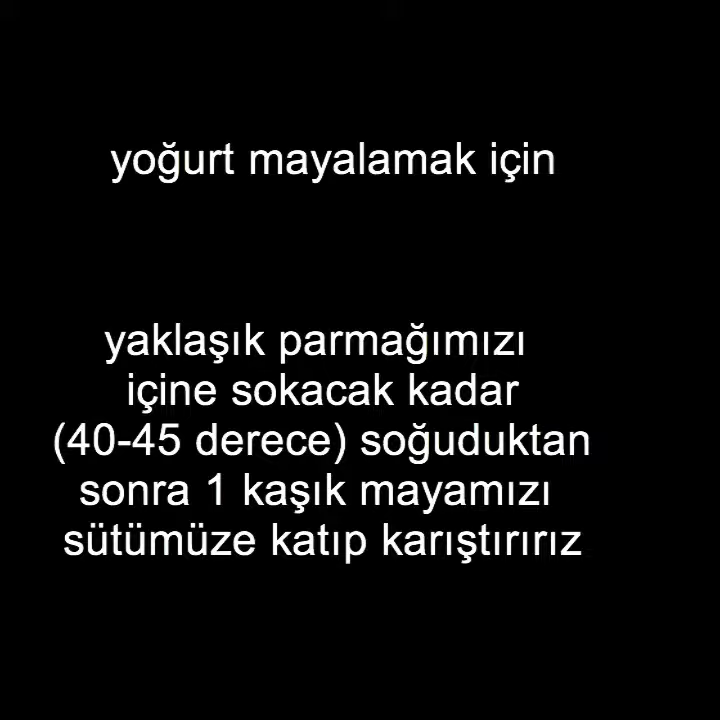 yoğurt mayalamak için
yaklaşık parmağımızı
içine sokacak kadar
(40-45 derece) soğuduktan
sonra 1 kaşık mayamızı
sütümüze katıp karıştırırız